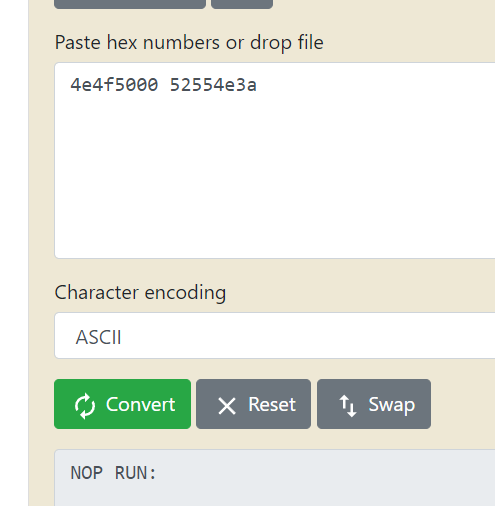 Paste hex numbers or drop file
4e4f5000 52554e3a
Character encoding
ASCII
Convert Reset Swap
NOP RUN: